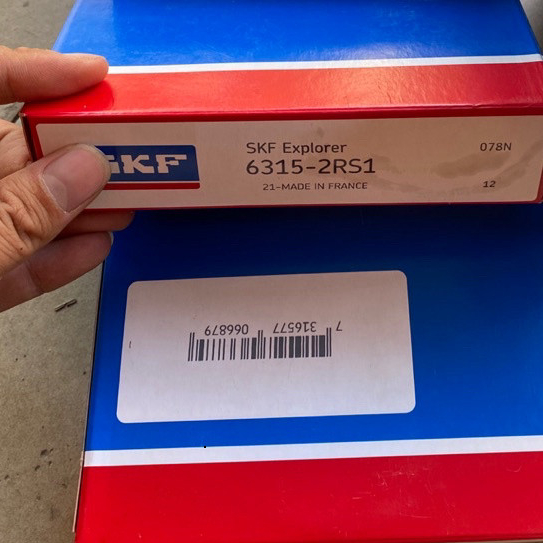 SKF
SKF Explorer
6315-2RS1
21-MADE IN FRANCE
078N
12
7 316577 066879